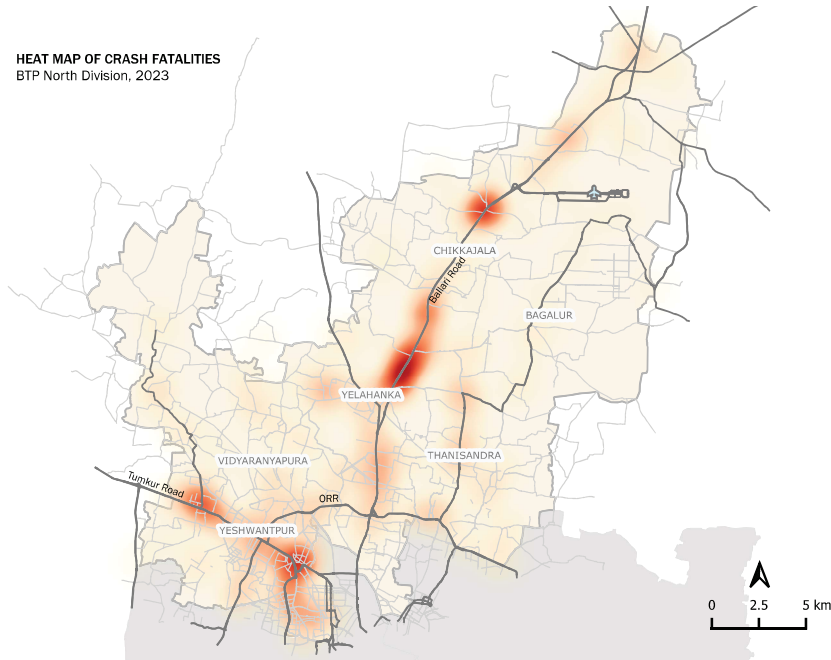 HEAT MAP OF CRASH FATALITIES
BTP North Division, 2023
CHIKKAJALA
Ballari Road
BAGALUR
YELAHANKA
VIDYARANYAPURA
THANISANDRA
Tumkur Road
ORR
YESHWANTPUR
0 2.5 5 km